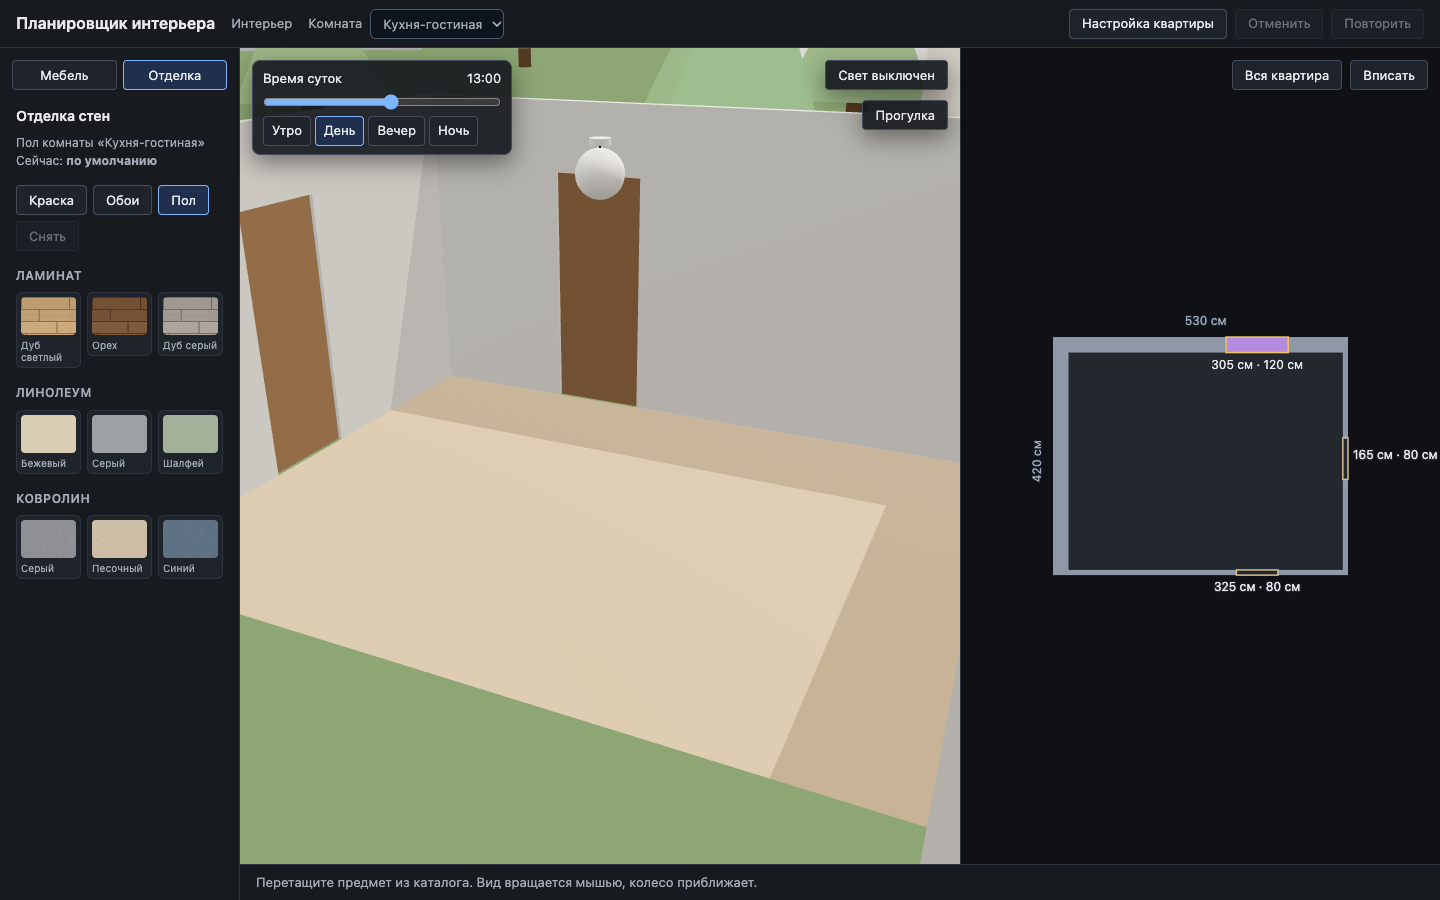 Планировщик интерьера
Интерьер
Комната
Кухня-гостиная
Настройка квартиры
Отменить
Повторить
Мебель
Отделка
Отделка стен
Пол комнаты «Кухня-гостиная»
Сейчас: по умолчанию
Краска
Обои
Пол
Снять
ЛАМИНАТ
Дуб
светлый
Орех
Дуб серый
ЛИНОЛЕУМ
Бежевый
Серый
Шалфей
КОВРОЛИН
Серый
Песочный
Синий
Время суток
13:00
Утро
День
Вечер
Ночь
Свет выключен
Прогулка
Вся квартира
Вписать
530 см
305 см · 120 см
420 см
165 см · 80 см
325 см · 80 см
Перетащите предмет из каталога. Вид вращается мышью, колесо приближает.